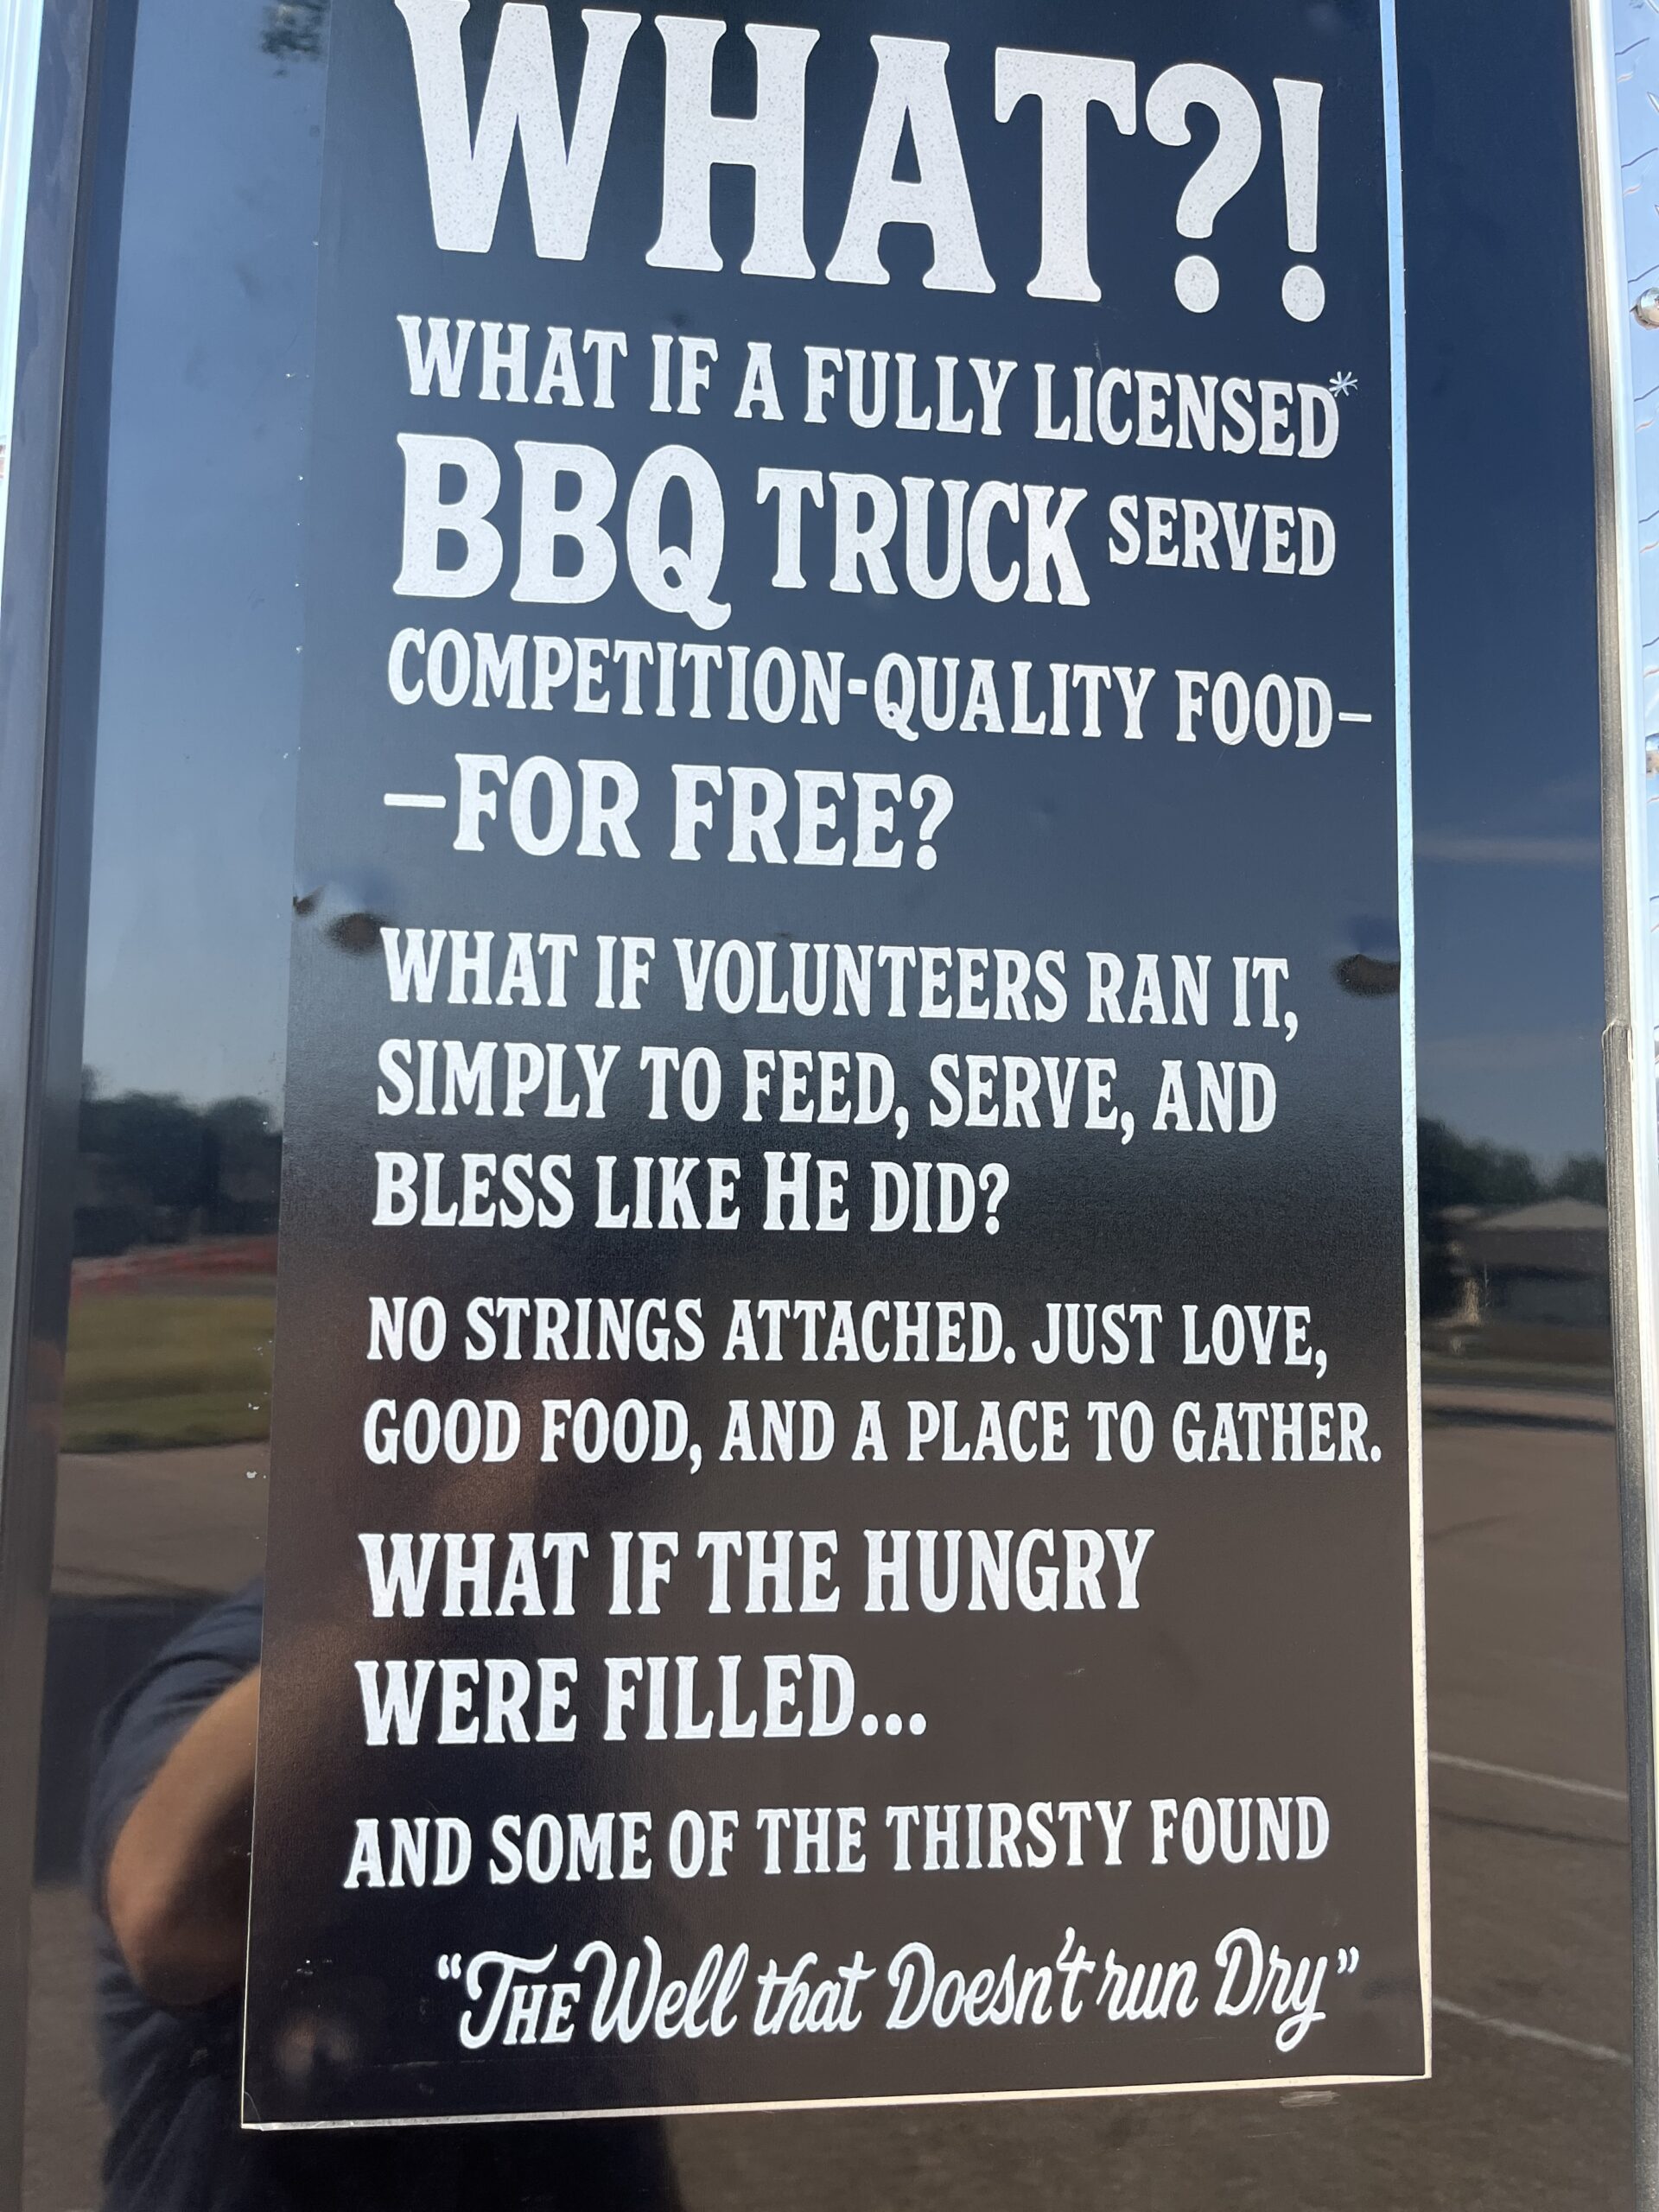 WHAT?!
WHAT IF A FULLY LICENSED*
BBQ TRUCK SERVED
COMPETITION-QUALITY FOOD–
–FOR FREE?
WHAT IF VOLUNTEERS RAN IT,
SIMPLY TO FEED, SERVE, AND
BLESS LIKE HE DID?
NO STRINGS ATTACHED. JUST LOVE,
GOOD FOOD, AND A PLACE TO GATHER.
WHAT IF THE HUNGRY
WERE FILLED...
AND SOME OF THE THIRSTY FOUND
“THE Well that Doesn't run Dry”